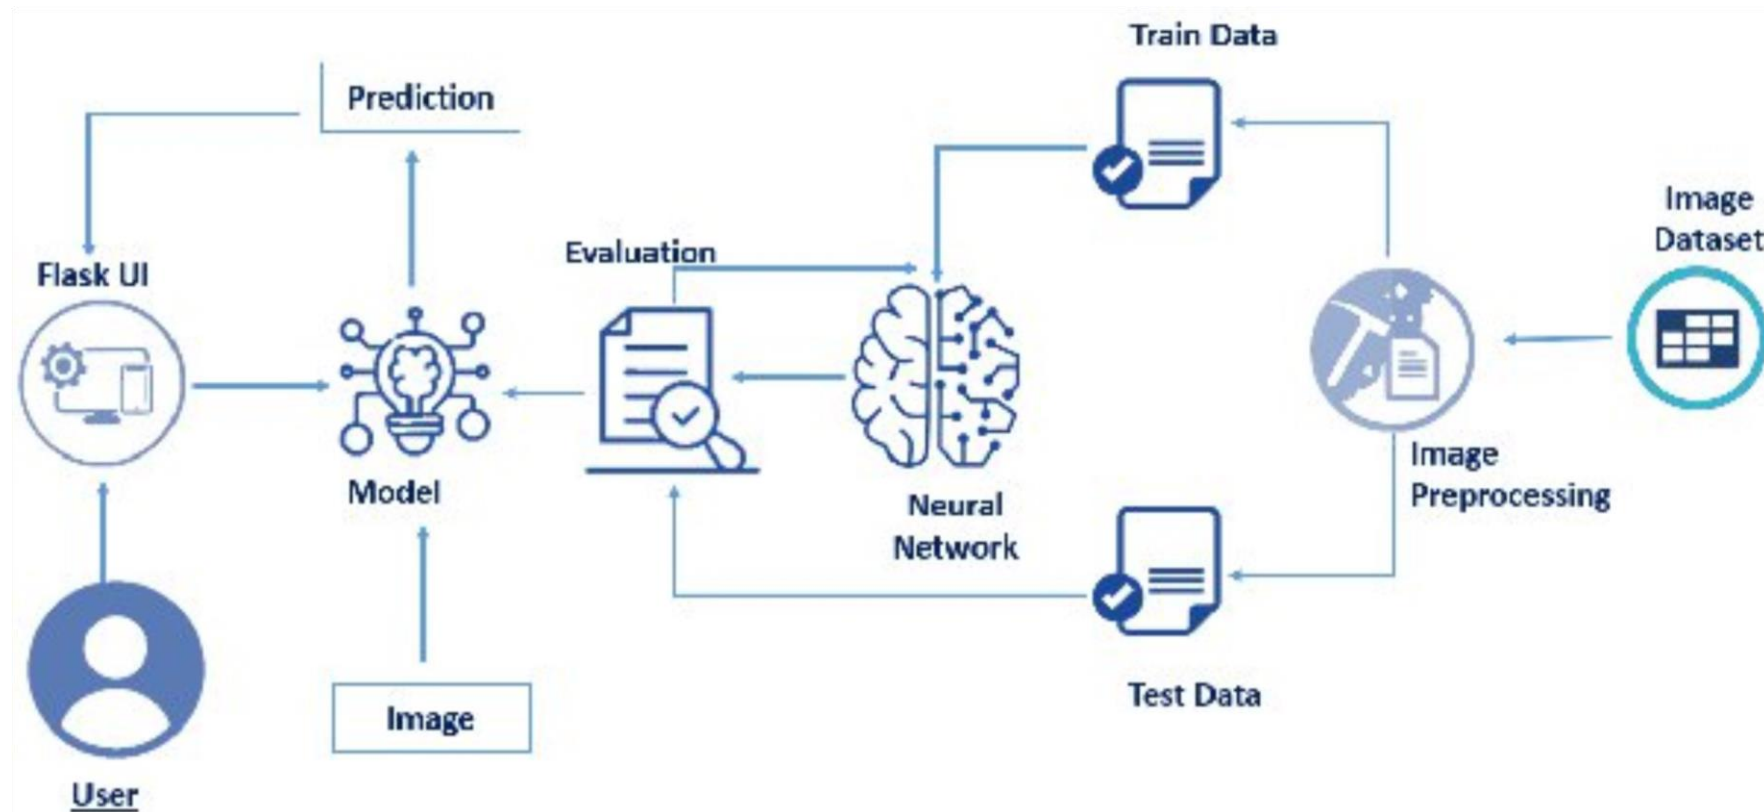 Train Data
Prediction
Image
Dataset
Evaluation
Flask UI
Image
Preprocessing
Model
Neural
Network
Test Data
Image
User